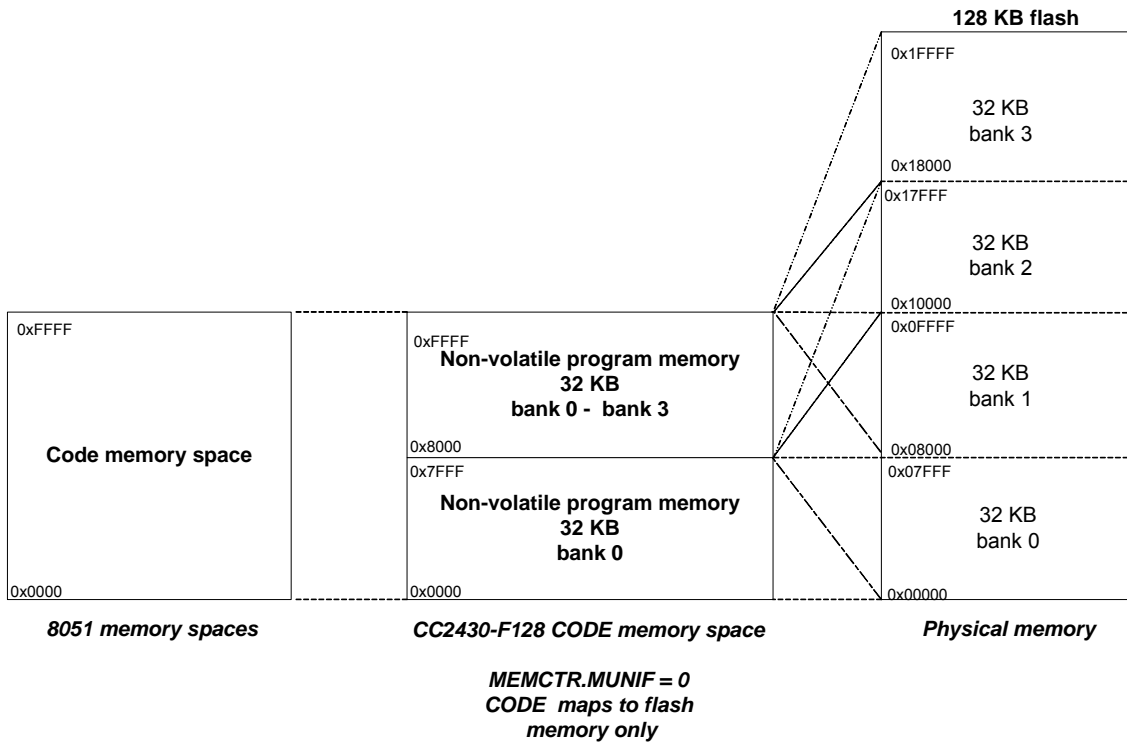 128 KB flash
0x1FFFF
32 KB
bank 3
0x18000
0x17FFF
32 KB
bank 2
0x10000
0x0FFFF
32 KB
bank 1
0x08000
0x07FFF
32 KB
bank 0
0x00000
Physical memory
0xFFFF
Non-volatile program memory
32 KB
bank 0 - bank 3
0x8000
0x7FFF
Non-volatile program memory
32 KB
bank 0
0x0000
CC2430-F128 CODE memory space
MEMCTR.MUNIF = 0
CODE maps to flash
memory only
0xFFFF
Code memory space
0x0000
8051 memory spaces